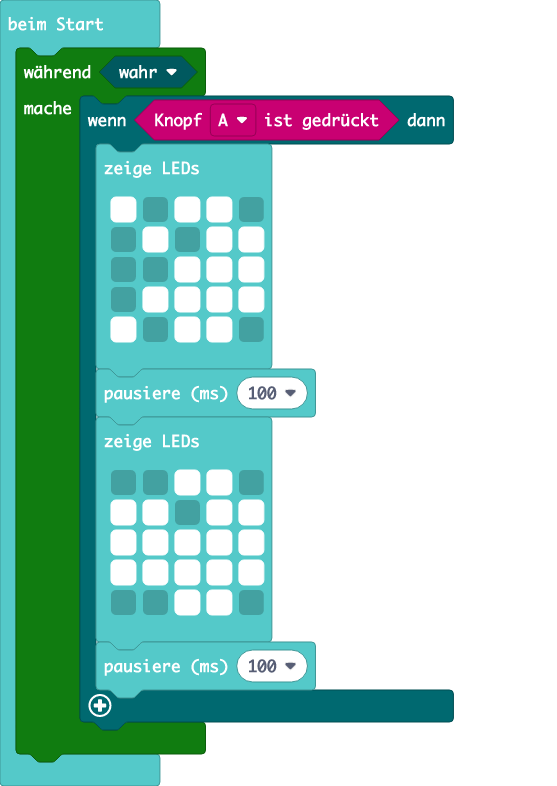 beim Start
während wahr
mache
wenn Knopf A ist gedrückt dann
zeige LEDs
pausiere (ms) 100
zeige LEDs
pausiere (ms) 100